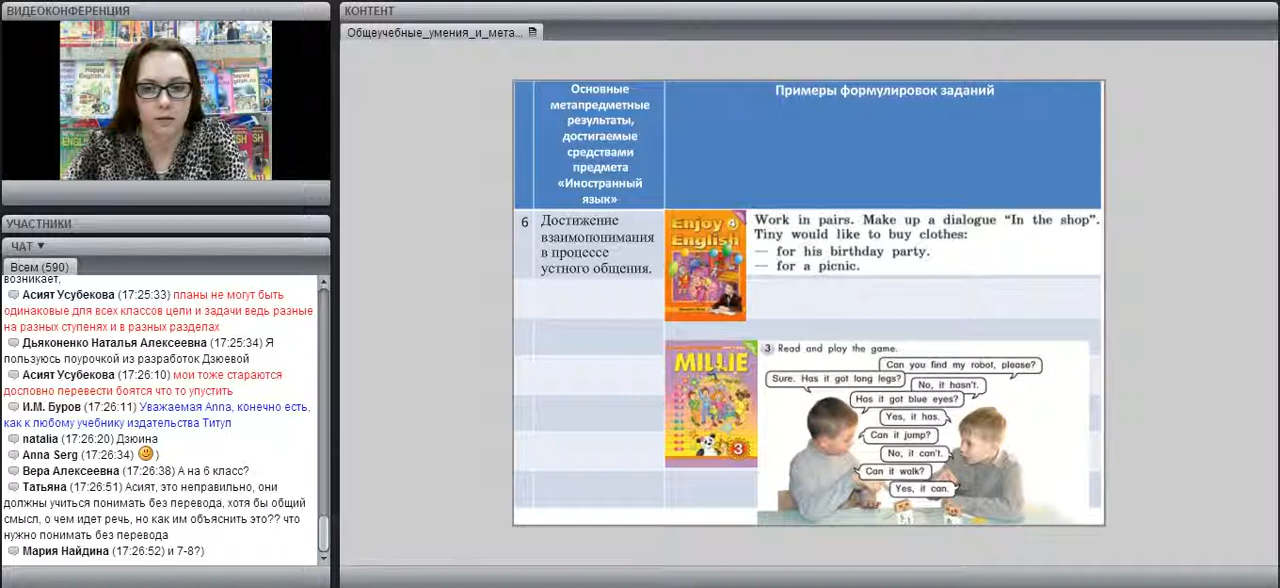 ВИДЕОКОНФЕРЕНЦИЯ
Happy
English.ru
УЧАСТНИКИ
ЧАТ ▼
Всем (590)
возникает,
Асият Усубекова (17:25:33) планы не могут быть
одинаковые для всех классов цели и задачи ведь разные
на разных ступенях и в разных разделах
Дьяконенко Наталья Алексеевна (17:25:34) Я
пользуюсь поурочкой из разработок Дзюевой
Асият Усубекова (17:26:10) мои тоже стараются
дословно перевести боятся что то упустить
И.М. Буров (17:26:11) Уважаемая Anna, конечно есть,
как к любому учебнику издательства Титул
natalia (17:26:20) Дзюина
Anna Serg (17:26:34) )
Вера Алексеевна (17:26:38) А на 6 класс?
Татьяна (17:26:51) Асият, это неправильно, они
должны учиться понимать без перевода, хотя бы общий
смысл, о чем идет речь, но как им объяснить это?? что
нужно понимать без перевода
Мария Найдина (17:26:52) и 7-8?)
КОНТЕНТ
Общеучебные_умения_и_мета...
Основные
метапредметные
результаты,
достигаемые
средствами
предмета
«Иностранный
язык»
Примеры формулировок заданий
6 Достижение
взаимопонимания
в процессе
устного общения.
Enjoy 4
English
Work in pairs. Make up a dialogue “In the shop”.
Tiny would like to buy clothes:
— for his birthday party.
— for a picnic.
MILLIE
3
3 Read and play the game.
Can you find my robot, please?
Sure. Has it got long legs?
No, it hasn't.
Has it got blue eyes?
Yes, it has.
Can it jump?
No, it can't.
Can it walk?
Yes, it can.